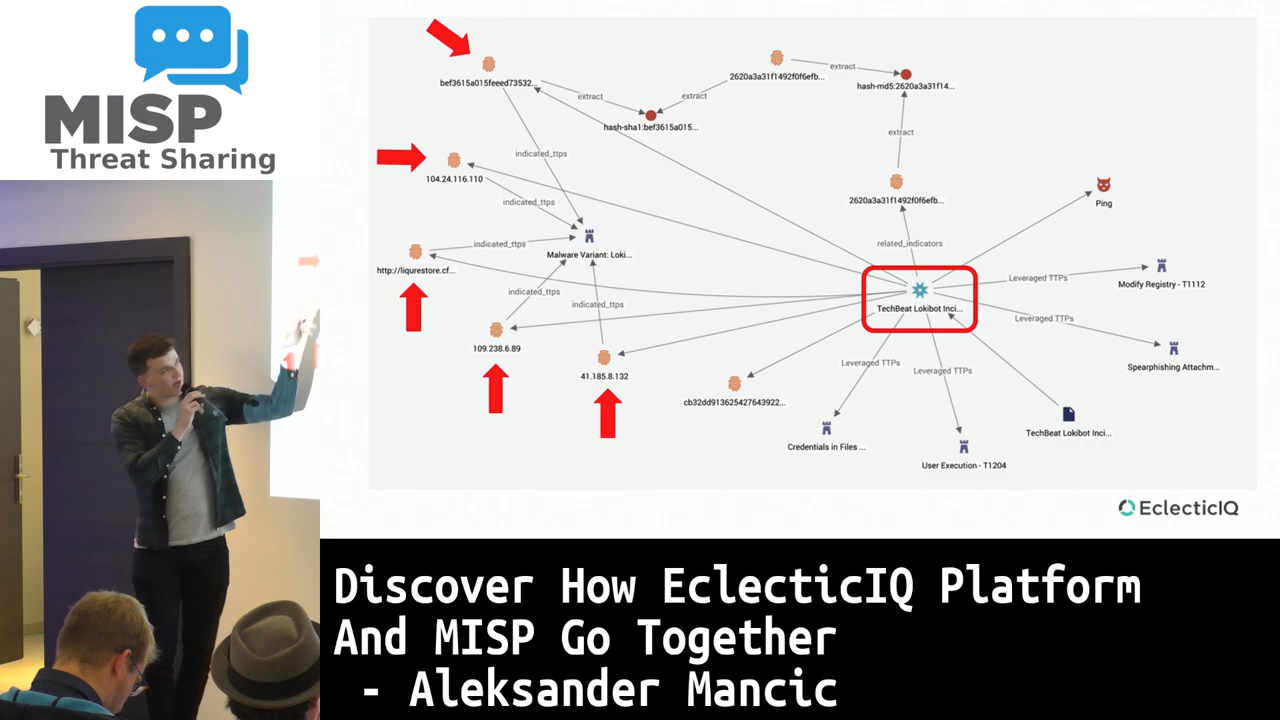 MISP
Threat Sharing
bef3615a015feeed73532...
extract
hash-sha1:bef3615a015...
extract
2620a3a31f1492f0f6efb...
extract
hash-md5:2620a3a31f14...
extract
2620a3a31f1492f0f6efb...
related_indicators
indicated_ttps
104.24.116.110
indicated_ttps
Malware Variant: Loki...
indicated_ttps
http://liqurestore.cf...
indicated_ttps
indicated_ttps
109.238.6.89
41.185.8.132
cb32dd913625427643922...
TechBeat Lokibot Inci...
Ping
Leveraged TTPs
Modify Registry - T1112
Leveraged TTPs
Spearphishing Attachm...
Leveraged TTPs
Leveraged TTPs
TechBeat Lokibot Inci...
Credentials in Files ...
User Execution - T1204
EclecticIQ
Discover How EclecticIQ Platform
And MISP Go Together
- Aleksander Mancic